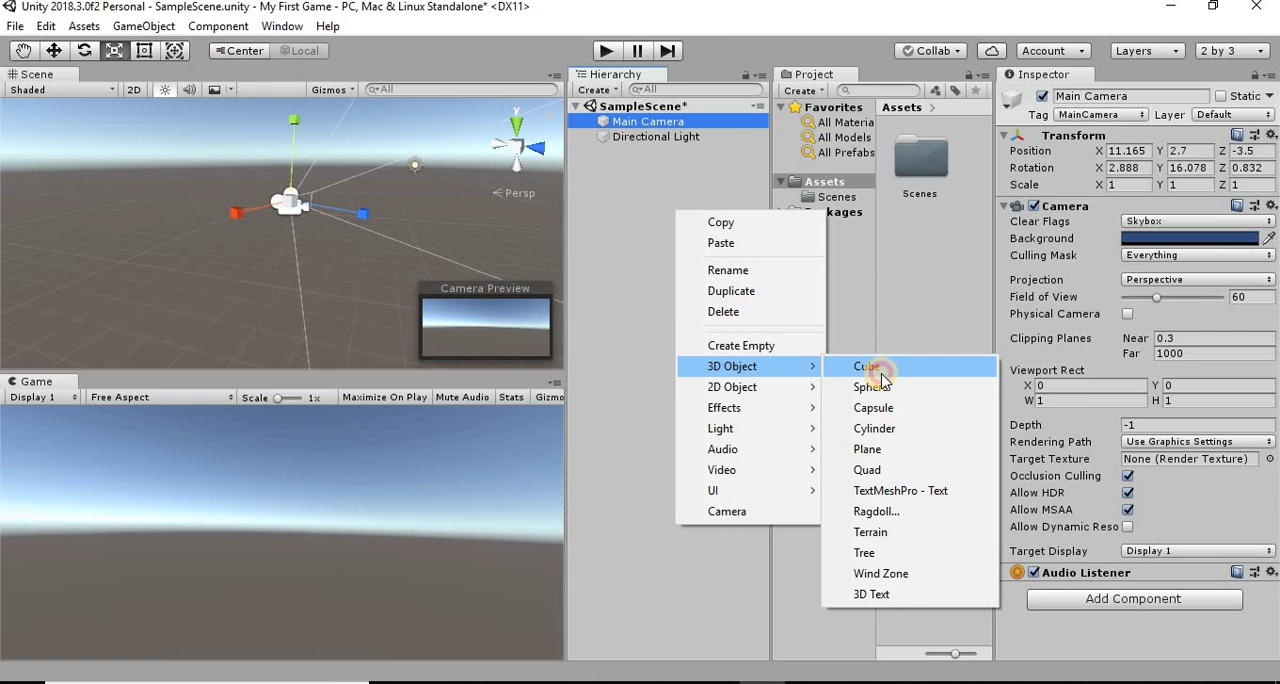 Unity 2018.3.0f2 Personal - SampleScene.unity - My First Game - PC, Mac & Linux Standalone* <DX11>
File Edit Assets GameObject Component Window Help
Center Local Collab Account Layers 2 by 3
Scene
Shaded 2D Gizmos All
y
Persp
Camera Preview
Game
Display 1 Free Aspect Scale 1x Maximize On Play Mute Audio Stats Gizmo
Hierarchy
Create All
SampleScene*
Main Camera
Directional Light
Copy
Paste
Rename
Duplicate
Delete
Create Empty
3D Object
2D Object
Effects
Light
Audio
Video
UI
Camera
Cube
Sphere
Capsule
Cylinder
Plane
Quad
TextMeshPro - Text
Ragdoll...
Terrain
Tree
Wind Zone
3D Text
Project
Create
Favorites
All Materia
All Models
All Prefabs
Assets
Scenes
ckages
Assets
Scenes
Inspector
Main Camera Static
Tag MainCamera Layer Default
Transform
Position X 11.165 Y 2.7 Z -3.5
Rotation X 2.888 Y 16.078 Z 0.832
Scale X 1 Y 1 Z 1
Camera
Clear Flags Skybox
Background
Culling Mask Everything
Projection Perspective
Field of View 60
Physical Camera
Clipping Planes Near 0.3
Far 1000
Viewport Rect
X 0 Y 0
W 1 H 1
Depth -1
Rendering Path Use Graphics Settings
Target Texture None (Render Texture)
Occlusion Culling
Allow HDR
Allow MSAA
Allow Dynamic Reso
Target Display Display 1
Audio Listener
Add Component